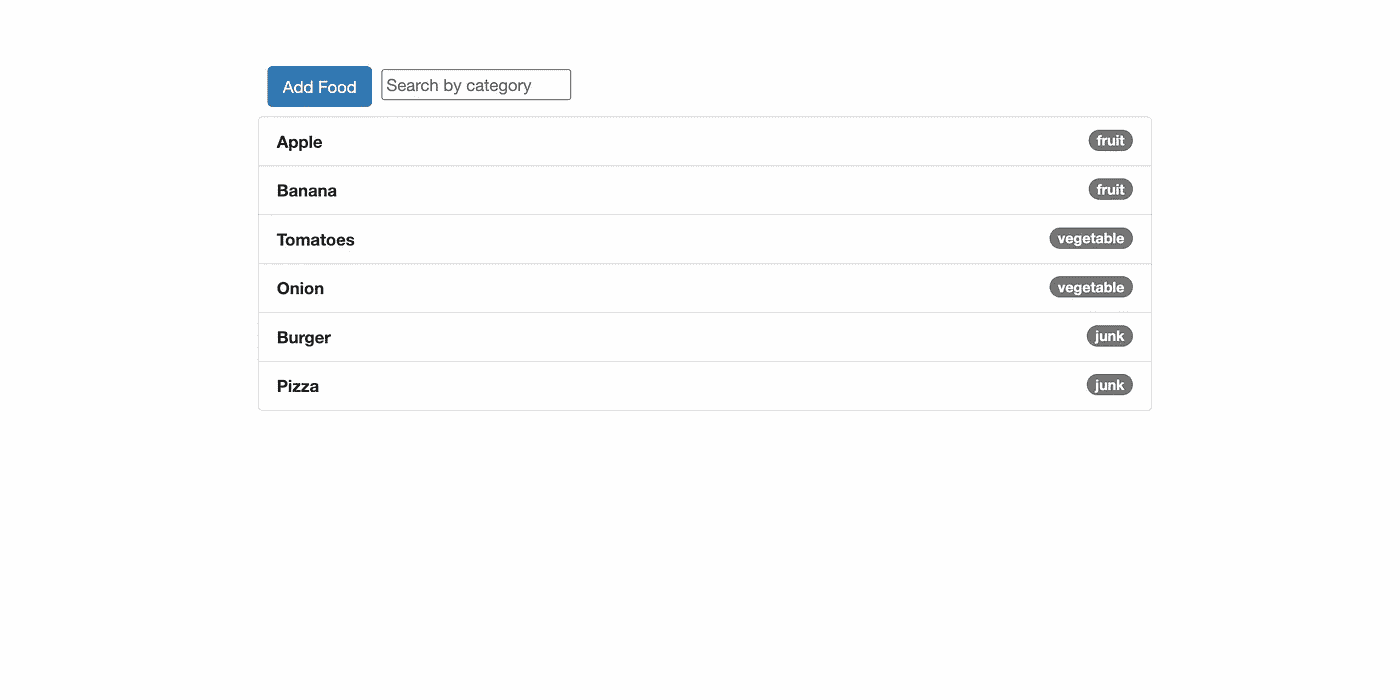 Add Food Search by category
Apple fruit
Banana fruit
Tomatoes vegetable
Onion vegetable
Burger junk
Pizza junk